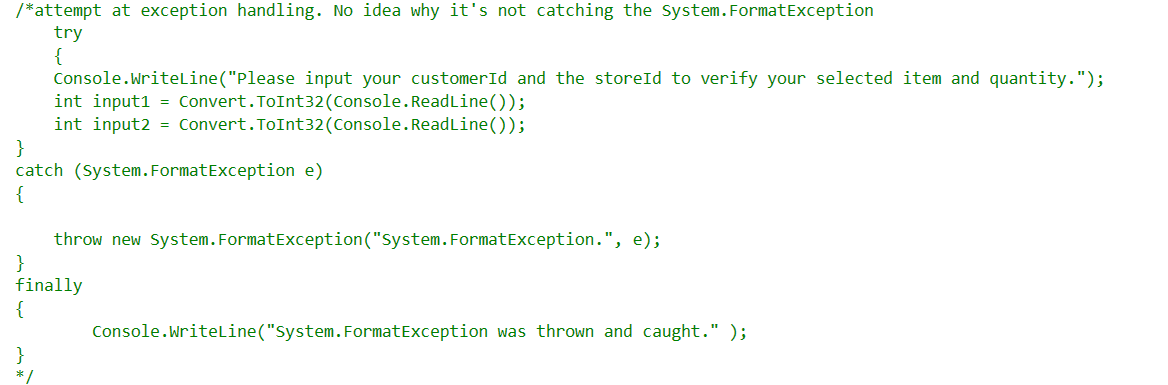 /*attempt at exception handling. No idea why it's not catching the System.FormatException
try
{
Console.WriteLine("Please input your customerId and the storeId to verify your selected item and quantity.");
int input1 = Convert.ToInt32(Console.ReadLine());
int input2 = Convert.ToInt32(Console.ReadLine());
}
catch (System.FormatException e)
{
throw new System.FormatException("System.FormatException.", e);
}
finally
{
Console.WriteLine("System.FormatException was thrown and caught." );
}
*/